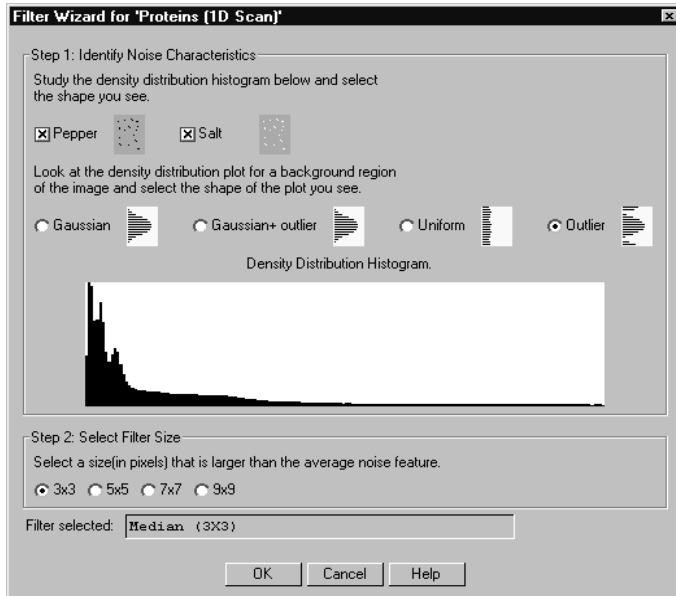 Filter Wizard for 'Proteins (1D Scan)'
Step 1: Identify Noise Characteristics
Study the density distribution histogram below and select
the shape you see.
Pepper Salt
Look at the density distribution plot for a background region
of the image and select the shape of the plot you see.
Gaussian Gaussian+ outlier Uniform Outlier
Density Distribution Histogram.
Step 2: Select Filter Size
Select a size(in pixels) that is larger than the average noise feature.
3x3 5x5 7x7 9x9
Filter selected: Median (3X3)
OK Cancel Help